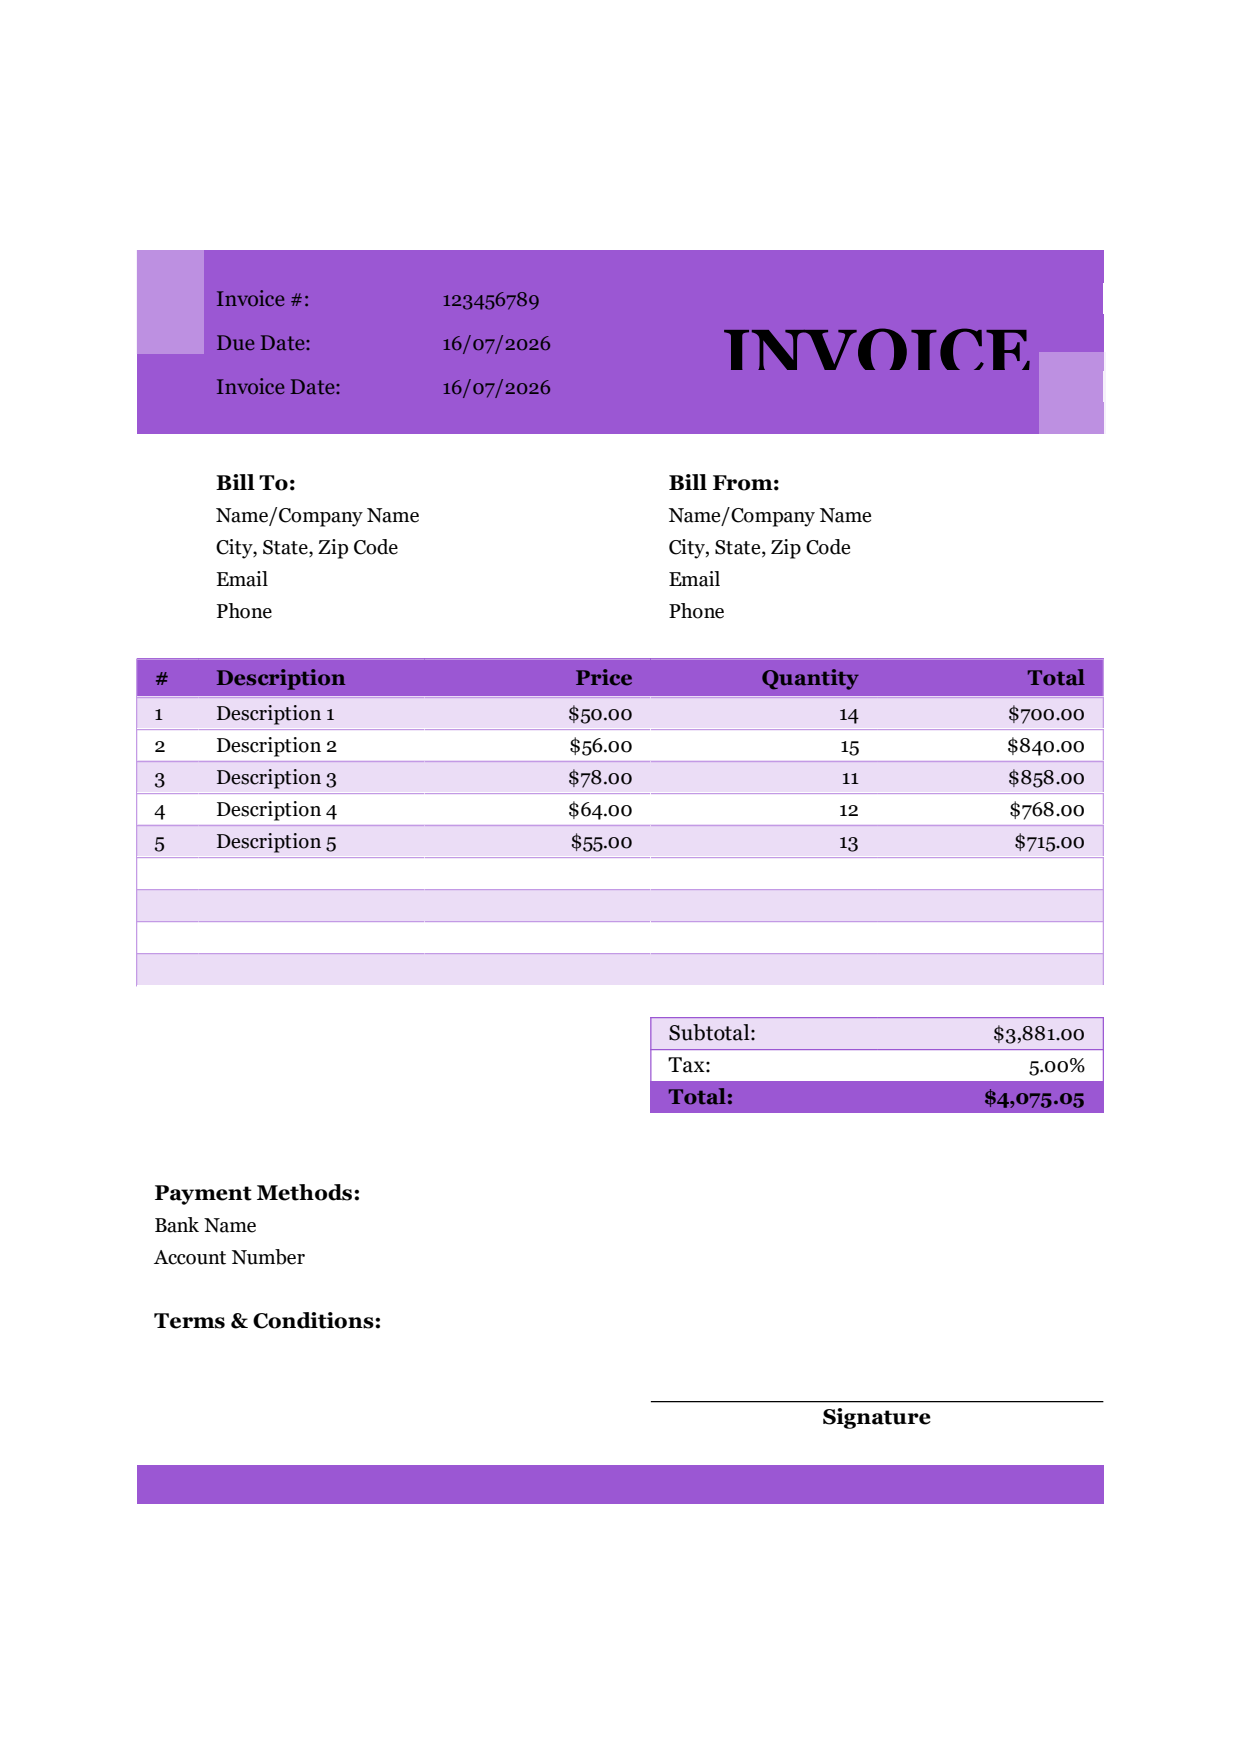 Invoice #: 123456789
Due Date: 16/07/2026
INVOICE
Invoice Date: 16/07/2026
Bill To: Bill From:
Name/Company Name Name/Company Name
City, State, Zip Code City, State, Zip Code
Email Email
Phone Phone
# Description Price Quantity Total
1 Description 1 $50.00 14 $700.00
2 Description 2 $56.00 15 $840.00
3 Description 3 $78.00 11 $858.00
4 Description 4 $64.00 12 $768.00
5 Description 5 $55.00 13 $715.00
Subtotal: $3,881.00
Tax: 5.00%
Total: $4,075.05
Payment Methods:
Bank Name
Account Number
Terms & Conditions:
Signature